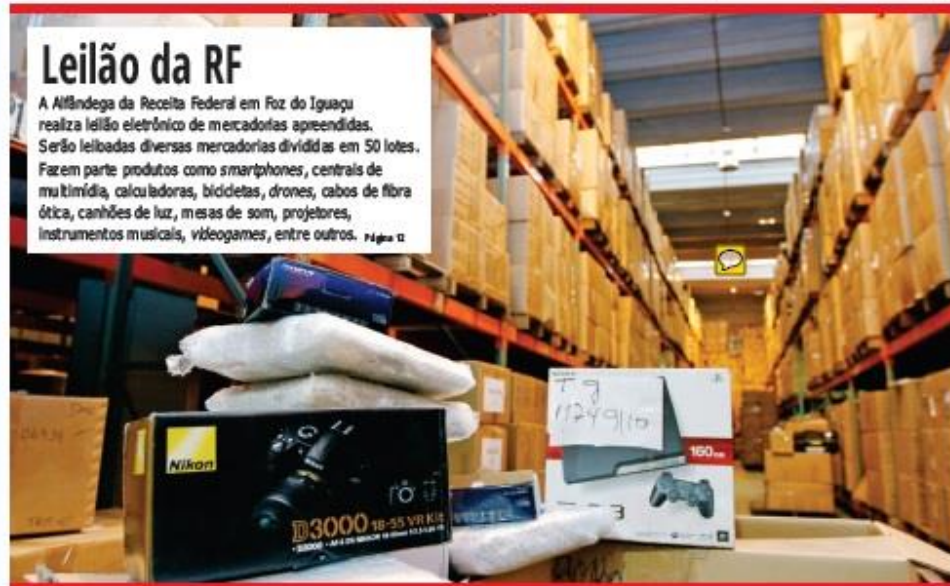 Leilão da RF
A Alfândega da Receita Federal em Foz do Iguaçu
realiza leilão eletrônico de mercadorias apreendidas.
Serão leiloadas diversas mercadorias divididas em 50 lotes.
Fazem parte produtos como smartphones, centrais de
multimídia, calculadoras, bicicletas, drones, cabos de fibra
ótica, canhões de luz, mesas de som, projetores,
instrumentos musicais, videogames, entre outros. Página 12
Nikon
D3000 18-55 VR Kit
160